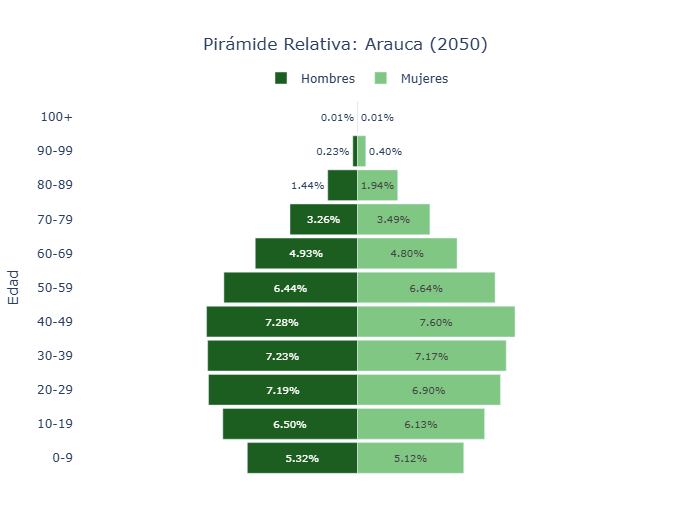 Pirámide Relativa: Arauca (2050)
Hombres Mujeres
100+ 0.01% 0.01%
90-99 0.23% 0.40%
80-89 1.44% 1.94%
70-79 3.26% 3.49%
60-69 4.93% 4.80%
Edad
50-59 6.44% 6.64%
40-49 7.28% 7.60%
30-39 7.23% 7.17%
20-29 7.19% 6.90%
10-19 6.50% 6.13%
0-9 5.32% 5.12%